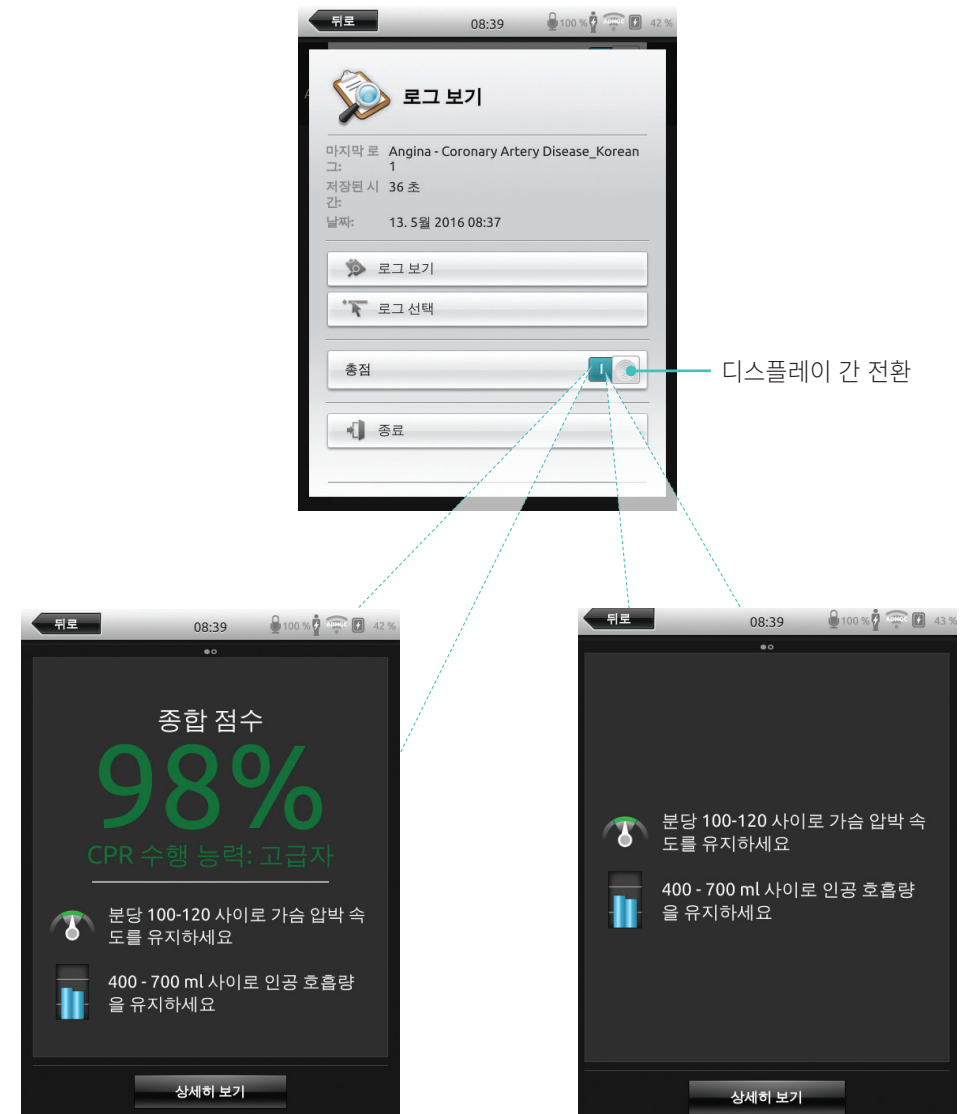 뒤로
08:39
100 %
ADHOC
42 %
로그 보기
마지막 로
그:
Angina - Coronary Artery Disease_Korean
1
저장된 시
간:
36 초
날짜:
13. 5월 2016 08:37
로그 보기
로그 선택
총점
I
디스플레이 간 전환
종료
뒤로
08:39
100 %
ADHOC
42 %
종합 점수
98%
CPR 수행 능력: 고급자
분당 100-120 사이로 가슴 압박 속
도를 유지하세요
400 - 700 ml 사이로 인공 호흡량
을 유지하세요
상세히 보기
뒤로
08:39
100 %
ADHOC
43 %
분당 100-120 사이로 가슴 압박 속
도를 유지하세요
400 - 700 ml 사이로 인공 호흡량
을 유지하세요
상세히 보기